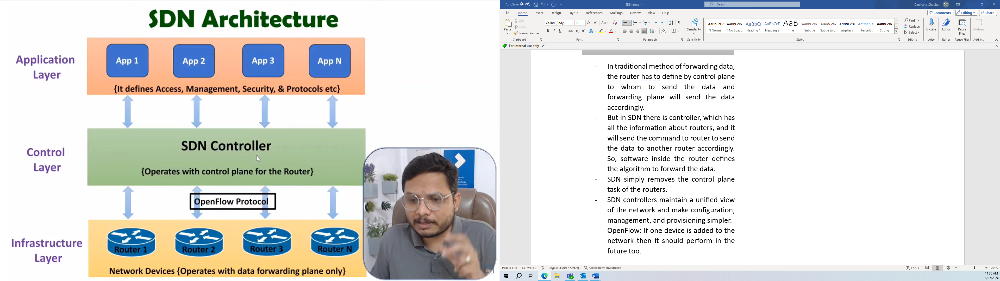 SDN Architecture
Application
Layer
App 1
App 2
App 3
App N
{It defines Access, Management, Security, & Protocols etc}
Control
Layer
SDN Controller
{Operates with control plane for the Router}
OpenFlow Protocol
Infrastructure
Layer
Router 1
Router 2
Router 3
Router N
Network Devices {Operates with data forwarding plane only}
AutoSave Off
SDN.docx
Search
Darshana Chauhan DC
File Home Insert Design Layout References Mailings Review View Help
Comments Editing Share
Paste
Cut
Copy
Format Painter
Clipboard
Calibri (Body) 11
Font
Paragraph
Sensitivity
Sensitivity
AaBbCcDc ¶ Normal
AaBbCcDc ¶ No Spac...
AaBbC Heading 1
AaBbCcE Heading 2
AaB Title
AaBbCcD Subtitle
AaBbCcDc Subtle Em...
AaBbCcDc Emphasis
AaBbCcDc Intense E...
AaBbCcDc Strong
Styles
Find
Replace
Select
Editing
Dictate
Voice
Editor
Editor
Reuse
Files
Reuse Files
Add-ins
Add-ins
For internal use only
- In traditional method of forwarding data,
the router has to define by control plane
to whom to send the data and
forwarding plane will send the data
accordingly.
- But in SDN there is controller, which has
all the information about routers, and it
will send the command to router to send
the data to another router accordingly.
So, software inside the router defines
the algorithm to forward the data.
- SDN simply removes the control plane
task of the routers.
- SDN controllers maintain a unified view
of the network and make configuration,
management, and provisioning simpler.
- OpenFlow: If one device is added to the
network then it should perform in the
future too.
Page 2 of 2 631 words English (United States) Accessibility: Investigate
Focus
204%
11:36 AM
6/27/2024